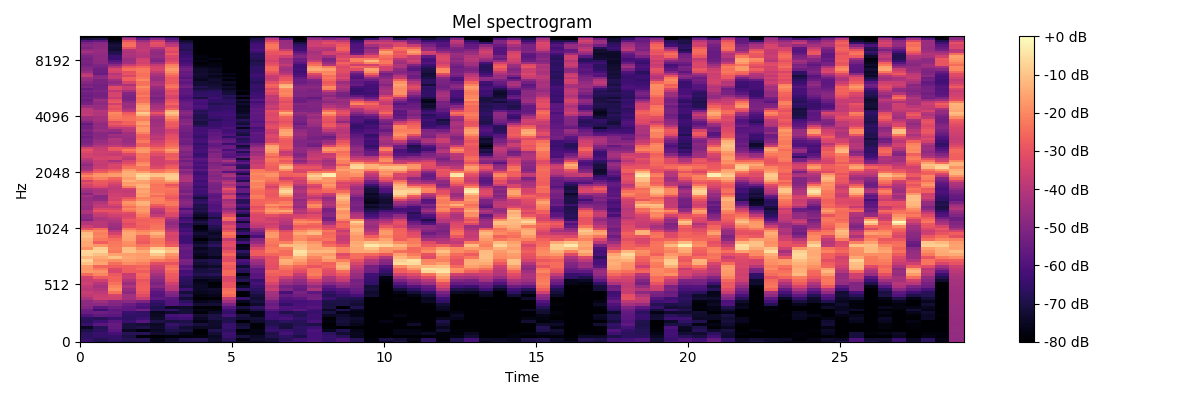 Mel spectrogram
Hz
8192
4096
2048
1024
512
0
0 5 10 15 20 25
Time
+0 dB
-10 dB
-20 dB
-30 dB
-40 dB
-50 dB
-60 dB
-70 dB
-80 dB